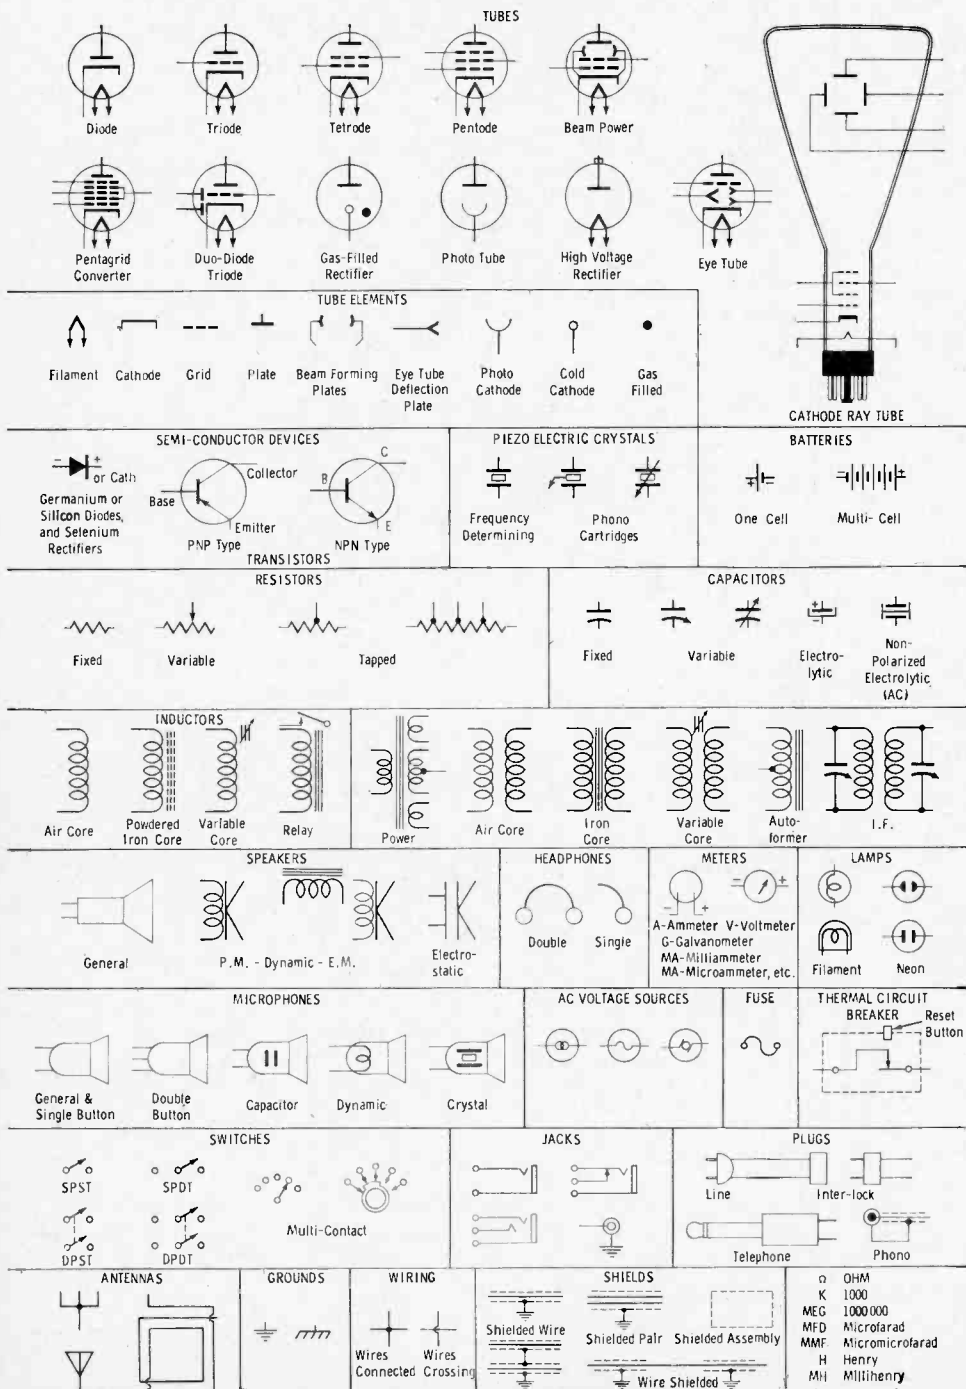 TUBES
Diode
Triode
Tetrode
Pentode
Beam Power
Pentagrid
Converter
Duo-Diode
Triode
Gas-Filled
Rectifier
Photo Tube
High Voltage
Rectifier
Eye Tube
CATHODE RAY TUBE
TUBE ELEMENTS
Filament
Cathode
Grid
Plate
Beam Forming
Plates
Eye Tube
Deflection
Plate
Photo
Cathode
Cold
Cathode
Gas
Filled
SEMI-CONDUCTOR DEVICES
- +
or Cath
Germanium or
Silicon Diodes,
and Selenium
Rectifiers
Base
Collector
Emitter
PNP Type
B
C
E
NPN Type
TRANSISTORS
PIEZO ELECTRIC CRYSTALS
Frequency
Determining
Phono
Cartridges
BATTERIES
+ -
One Cell
- +
Multi-Cell
RESISTORS
Fixed
Variable
Tapped
CAPACITORS
Fixed
Variable
+
-
Electro-
lytic
Non-
Polarized
Electrolytic
(AC)
INDUCTORS
Air Core
Powdered
Iron Core
Variable
Core
Relay
Power
Air Core
Iron
Core
Variable
Core
Auto-
former
I.F.
SPEAKERS
General
P.M. - Dynamic - E.M.
Electro-
static
HEADPHONES
Double
Single
METERS
- +
- +
A-Ammeter V-Voltmeter
G-Galvanometer
MA-Milliammeter
MA-Microammeter, etc.
LAMPS
Filament
Neon
MICROPHONES
General &
Single Button
Double
Button
Capacitor
Dynamic
Crystal
AC VOLTAGE SOURCES
FUSE
THERMAL CIRCUIT
BREAKER
Reset
Button
SWITCHES
SPST
SPDT
DPST
DPDT
Multi-Contact
JACKS
PLUGS
Line
Inter-lock
Telephone
Phono
ANTENNAS
GROUNDS
WIRING
Wires
Connected
Wires
Crossing
SHIELDS
Shielded Wire
Shielded Pair
Shielded Assembly
Wire Shielded
Ω OHM
K 1000
MEG 1000000
MFD Microfarad
MMF Micromicrofarad
H Henry
MH Millihenry